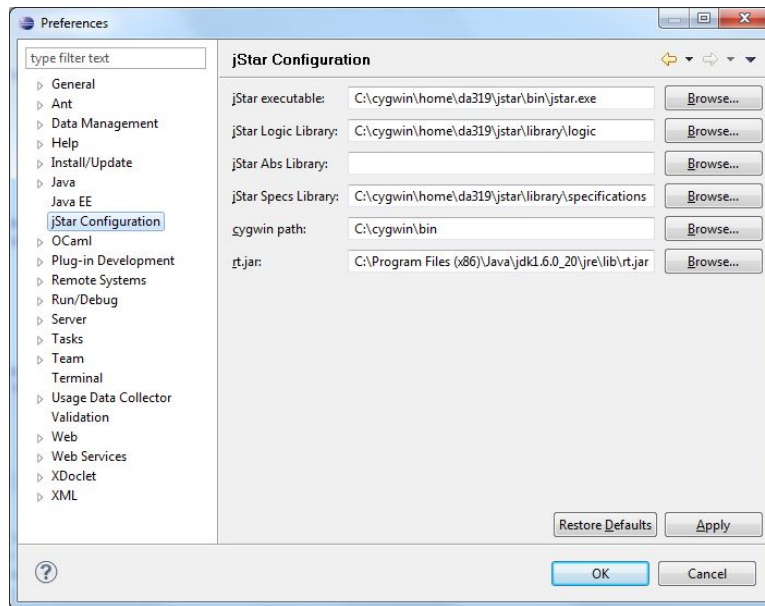 Preferences
type filter text
General
Ant
Data Management
Help
Install/Update
Java
Java EE
jStar Configuration
OCaml
Plug-in Development
Remote Systems
Run/Debug
Server
Tasks
Team
Terminal
Usage Data Collector
Validation
Web
Web Services
XDoclet
XML
jStar Configuration
jStar executable: C:\cygwin\home\da319\jstar\bin\jstar.exe Browse...
jStar Logic Library: C:\cygwin\home\da319\jstar\library\logic Browse...
jStar Abs Library: Browse...
jStar Specs Library: C:\cygwin\home\da319\jstar\library\specifications Browse...
cygwin path: C:\cygwin\bin Browse...
rt.jar: C:\Program Files (x86)\Java\jdk1.6.0_20\jre\lib\rt.jar Browse...
Restore Defaults Apply
? OK Cancel